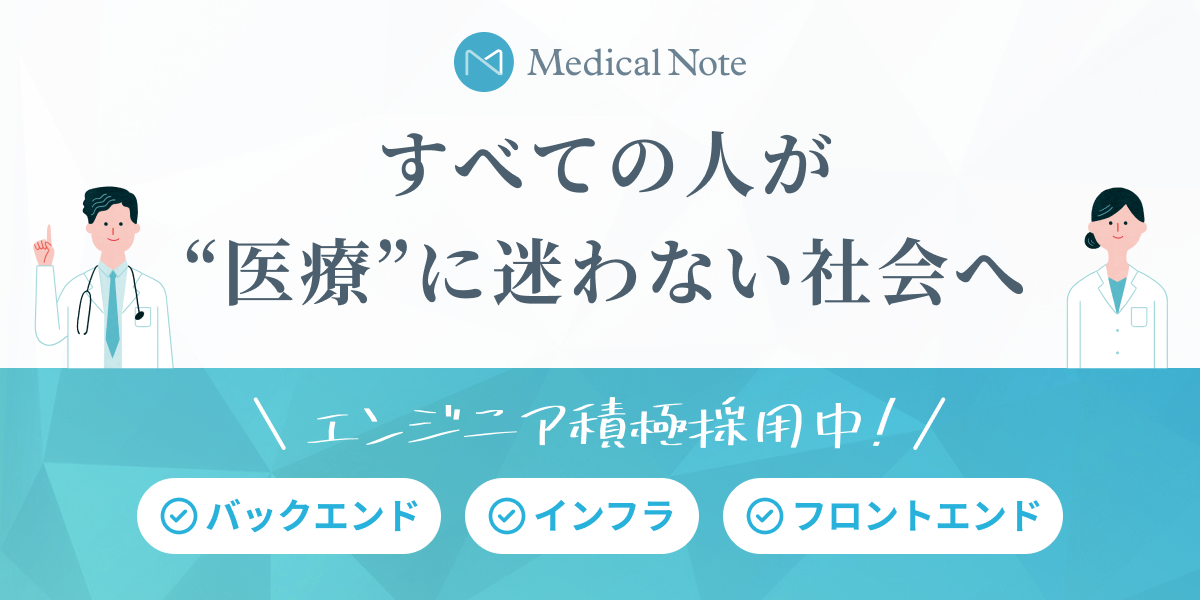 Medical Note
すべての人が
“医療”に迷わない社会へ
\ エンジニア積極採用中! /
バックエンド
インフラ
フロントエンド